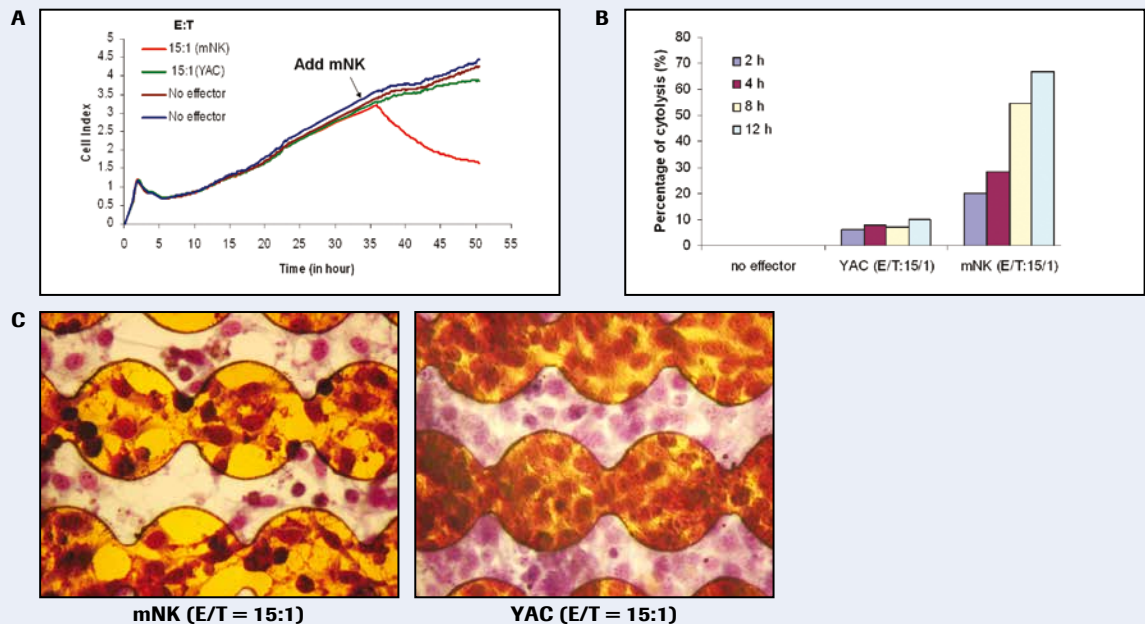 A
E:T
15:1 (mNK)
15:1(YAC)
No effector
No effector
Add mNK
Cell Index
5
4.5
4
3.5
3
2.5
2
1.5
1
0.5
0
0 5 10 15 20 25 30 35 40 45 50 55
Time (in hour)
B
Percentage of cytolysis (%)
80
70
60
50
40
30
20
10
0
2 h
4 h
8 h
12 h
no effector YAC (E/T:15/1) mNK (E/T:15/1)
C
mNK (E/T = 15:1)
YAC (E/T = 15:1)